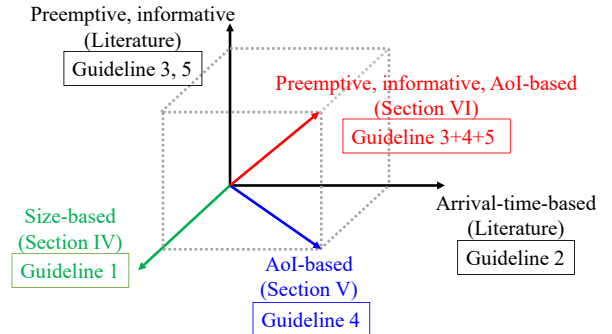 Preemptive, informative
(Literature)
Guideline 3, 5
Preemptive, informative, AoI-based
(Section VI)
Guideline 3+4+5
Size-based
(Section IV)
Guideline 1
Arrival-time-based
(Literature)
Guideline 2
AoI-based
(Section V)
Guideline 4